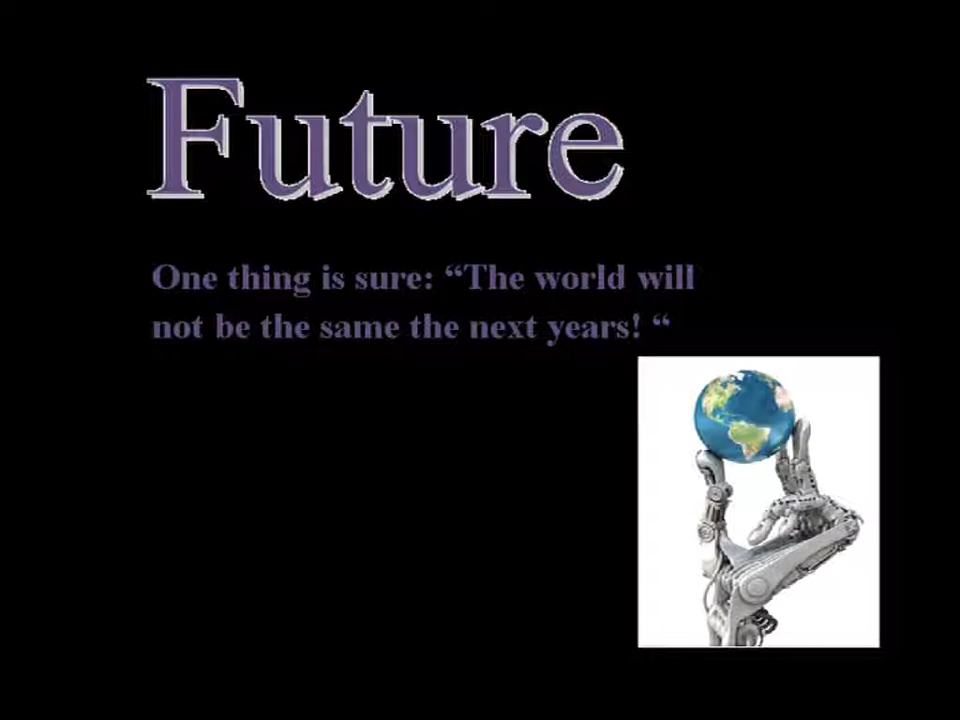 Future
One thing is sure: “The world will
not be the same the next years! “